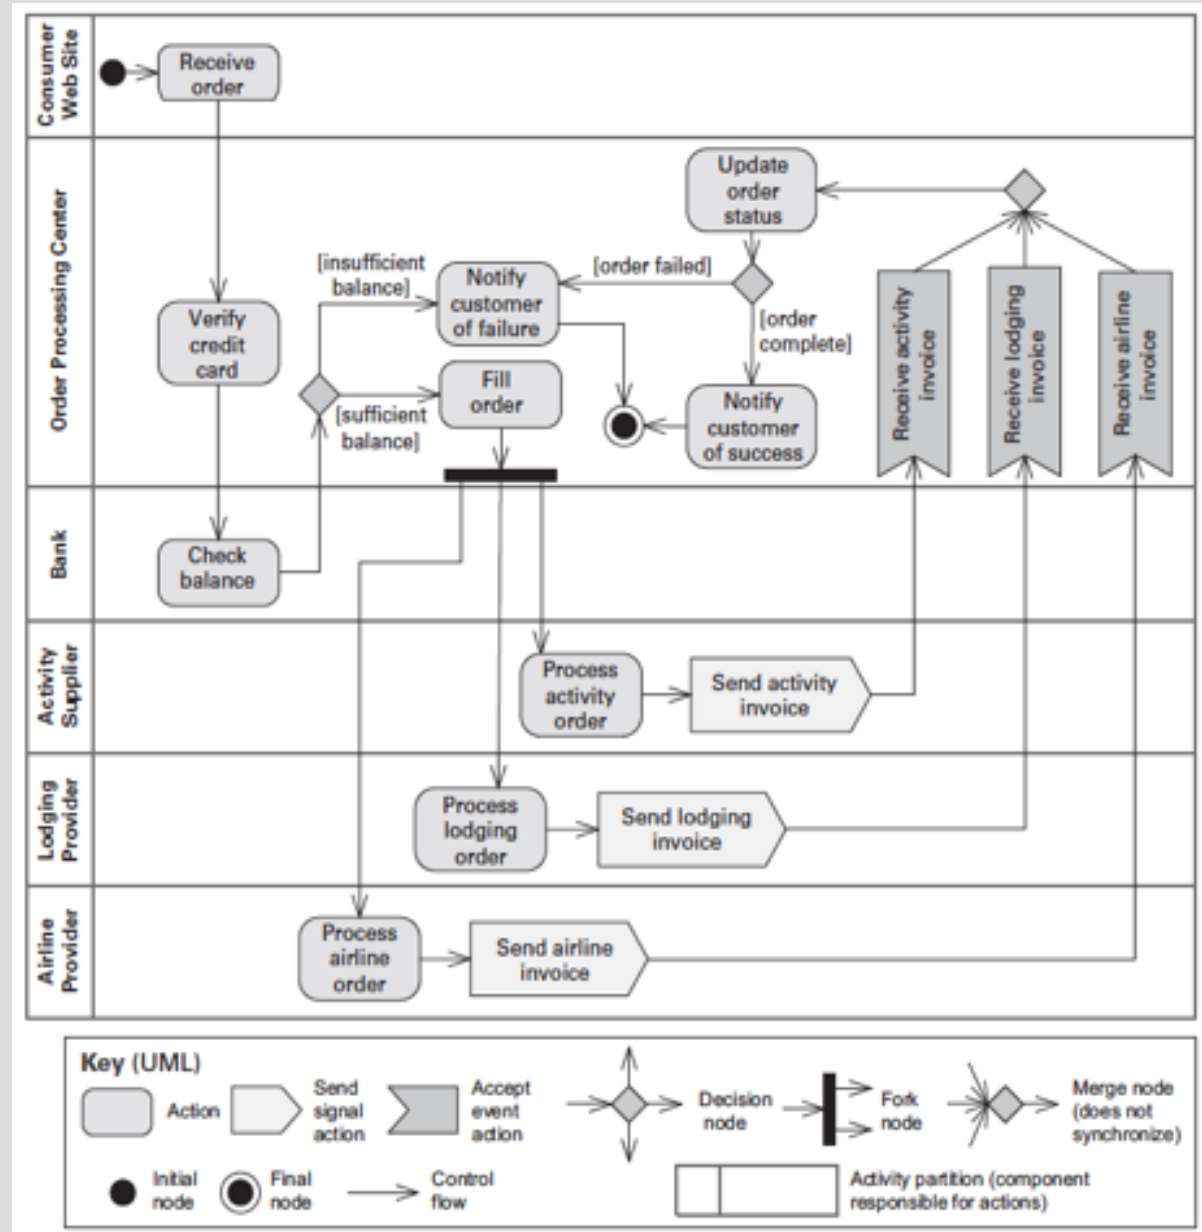 Consumer
Web Site
Receive
order
Order Processing Center
Update
order
status
[insufficient
balance]
Notify
customer
of failure
[order failed]
[order
complete]
Verify
credit
card
Fill
order
[sufficient
balance]
Notify
customer
of success
Receive activity
invoice
Receive lodging
invoice
Receive airline
invoice
Bank
Check
balance
Activity
Supplier
Process
activity
order
Send activity
invoice
Lodging
Provider
Process
lodging
order
Send lodging
invoice
Airline
Provider
Process
airline
order
Send airline
invoice
Key (UML)
Action
Send
signal
action
Accept
event
action
Decision
node
Fork
node
Merge node
(does not
synchronize)
Initial
node
Final
node
Control
flow
Activity partition (component
responsible for actions)